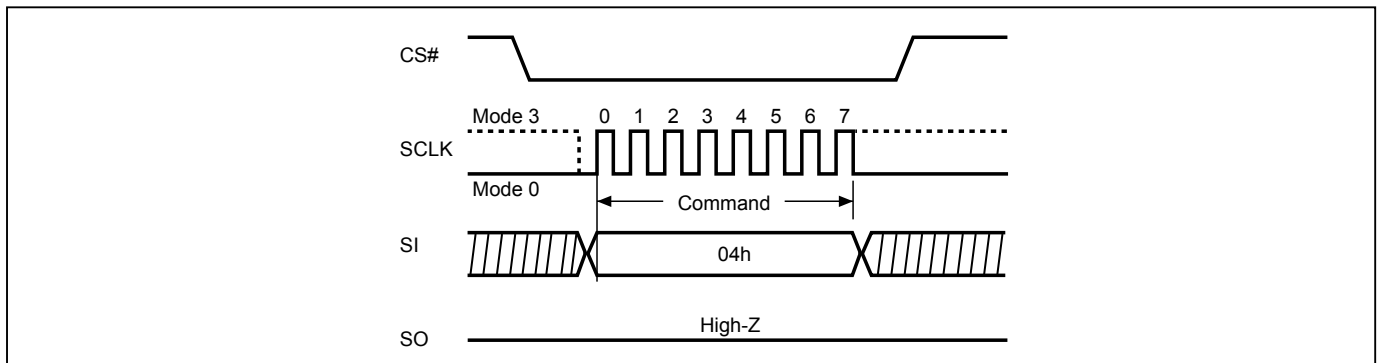 CS#
Mode 3 0 1 2 3 4 5 6 7
SCLK
Mode 0
Command
SI
04h
High-Z
SO